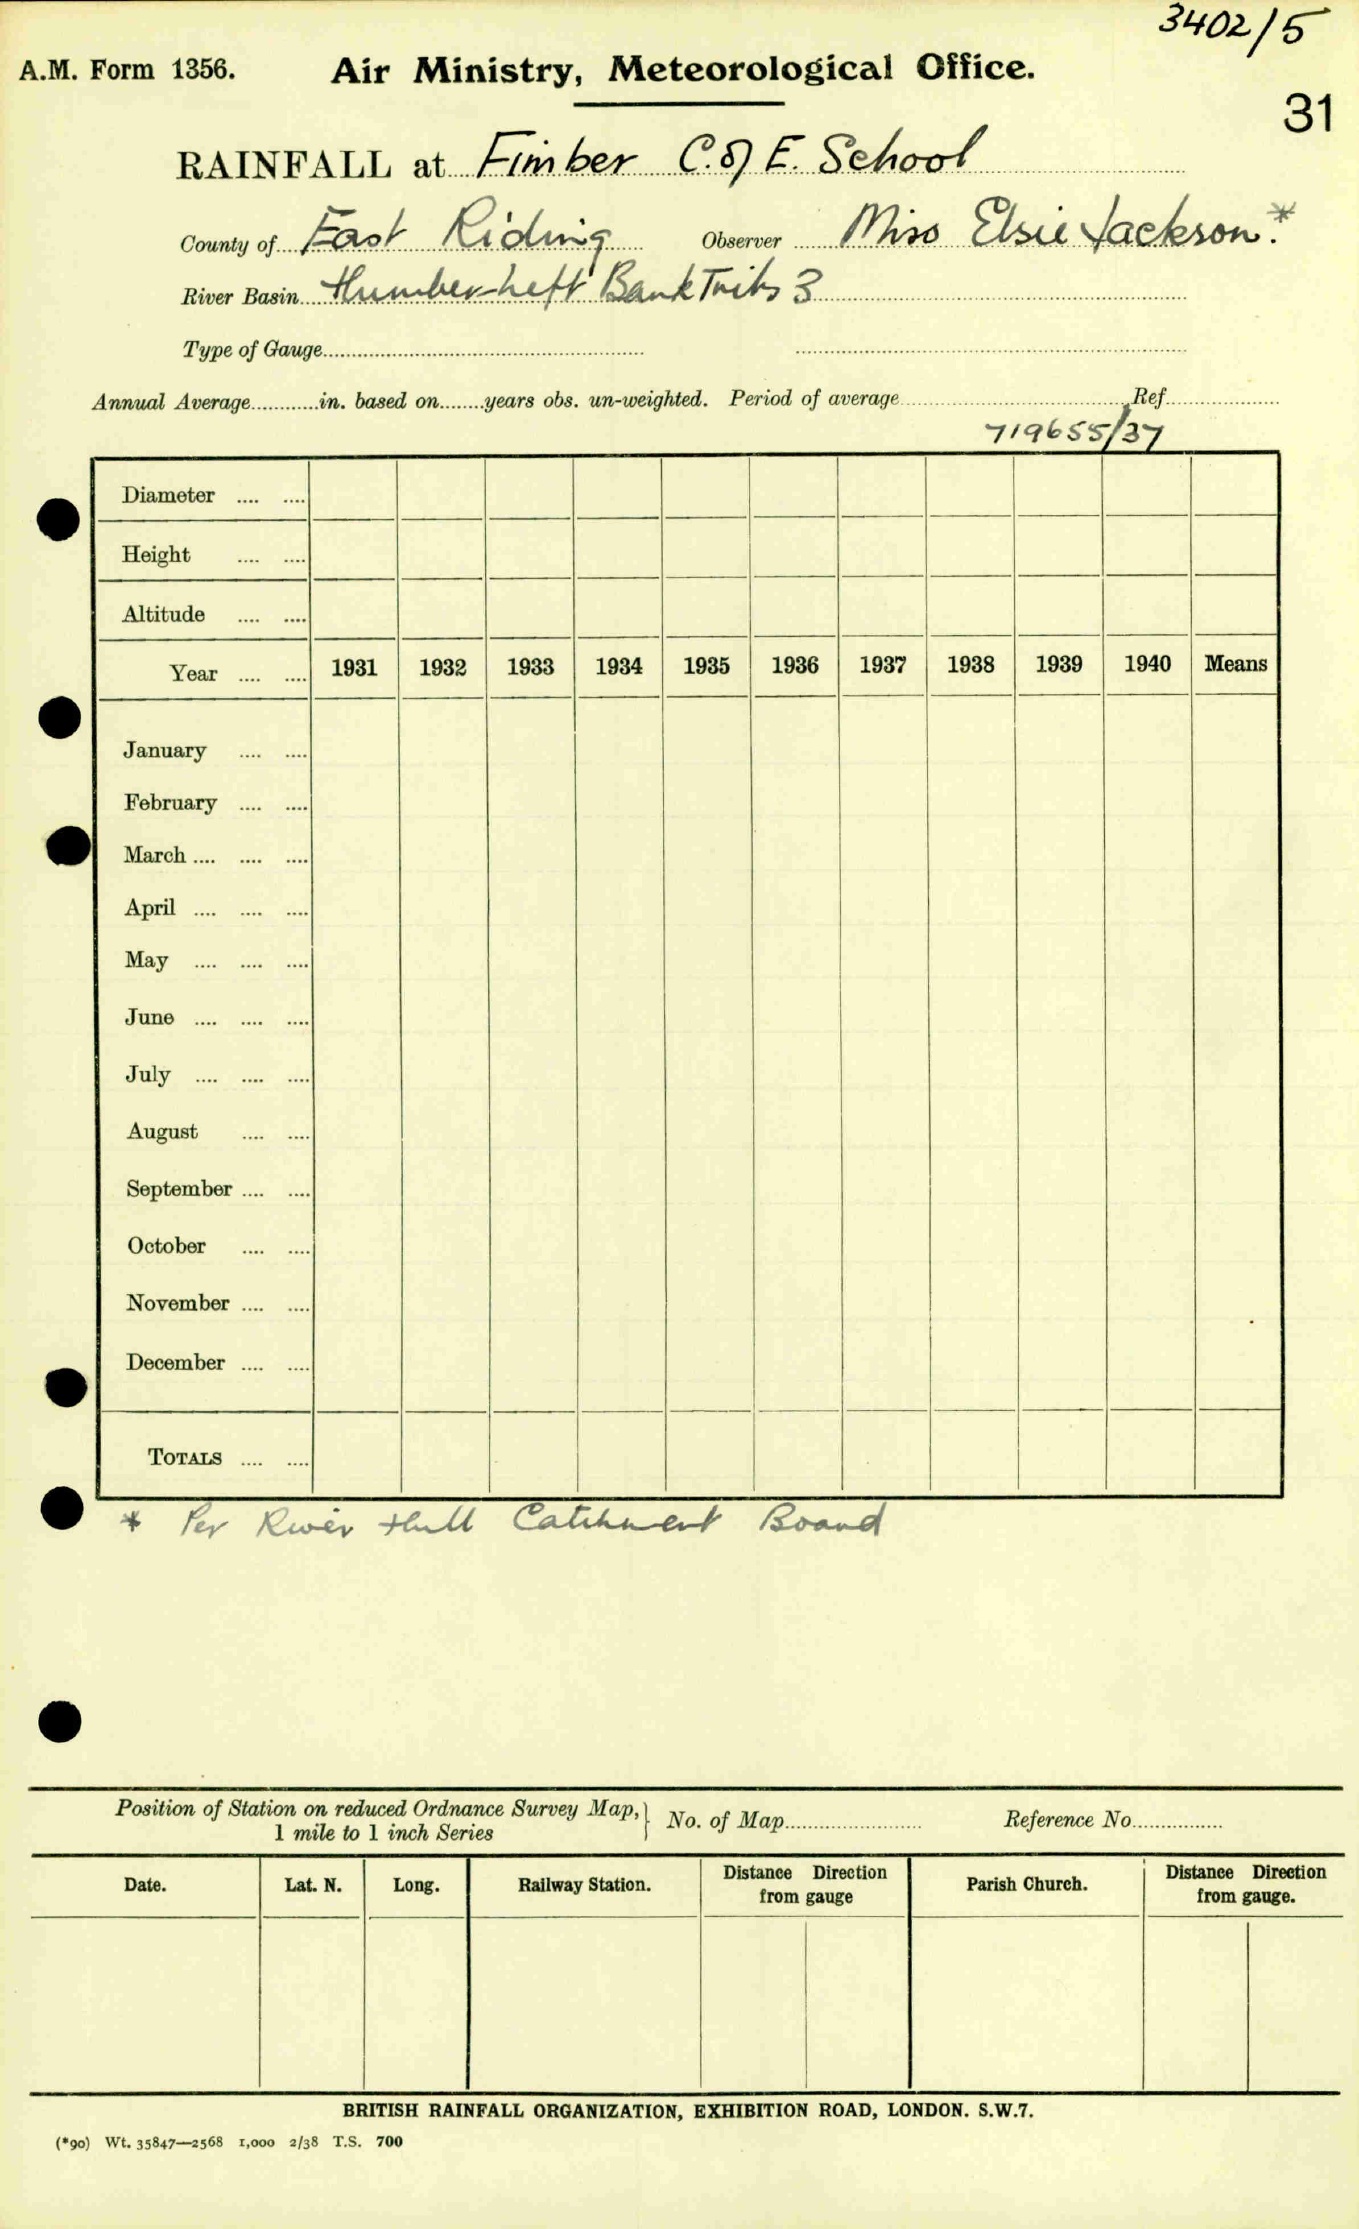 3402/5
A.M. Form 1356. Air Ministry, Meteorological Office.
31
RAINFALL at Fimber C. of E. School
County of East Riding Observer Miss Elsie Jackson.*
River Basin Humber-Left Bank Tribs 3
Type of Gauge
Annual Average in. based on years obs. un-weighted. Period of average Ref
719655/37
Diameter
Height
Altitude
Year 1931 1932 1933 1934 1935 1936 1937 1938 1939 1940 Means
January
February
March
April
May
June
July
August
September
October
November
December
TOTALS
* Per River Hull Catchment Board
Position of Station on reduced Ordnance Survey Map, } No. of Map Reference No
1 mile to 1 inch Series
Date. Lat. N. Long. Railway Station. Distance Direction Parish Church. Distance Direction
from gauge from gauge.
BRITISH RAINFALL ORGANIZATION, EXHIBITION ROAD, LONDON. S.W.7.
(*90) Wt. 35847—2568 1,000 2/38 T.S. 700